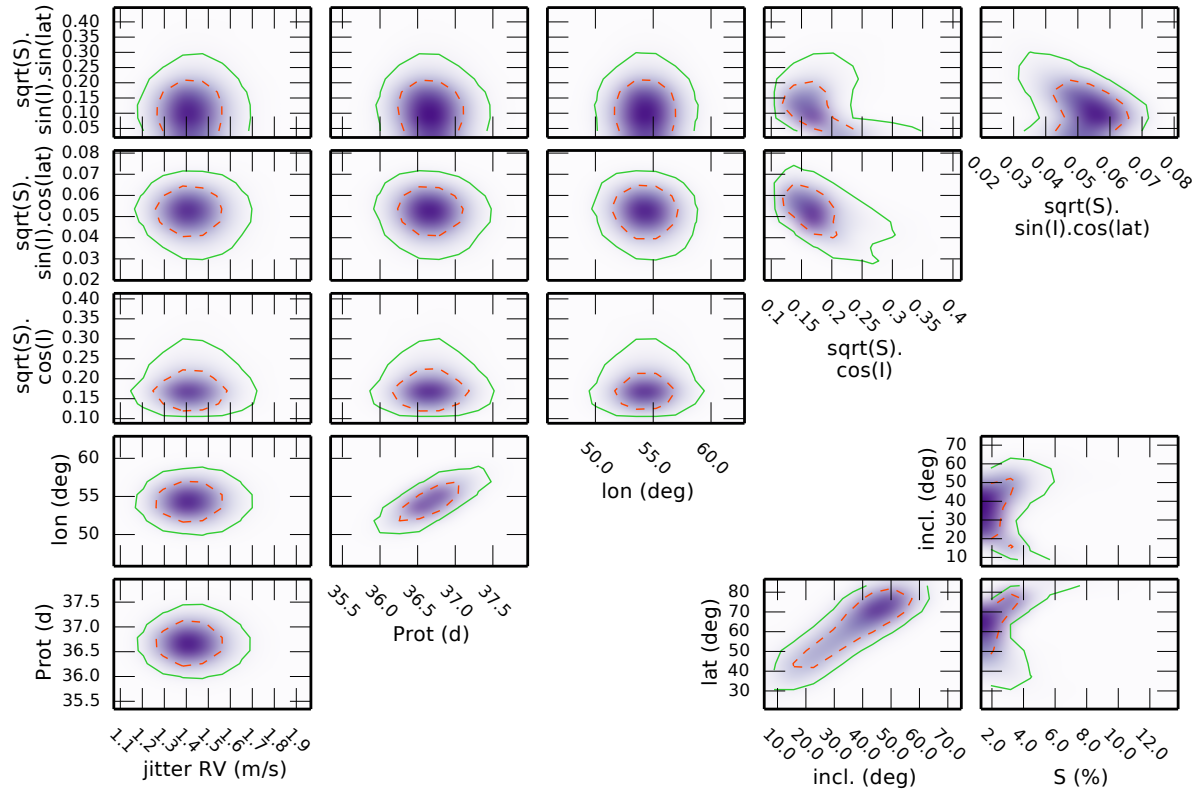 sqrt(S).
sin(I).sin(lat)
0.40
0.35
0.30
0.25
0.20
0.15
0.10
0.05
sqrt(S).
sin(I).cos(lat)
0.08
0.07
0.06
0.05
0.04
0.03
0.02
0.02 0.03 0.04 0.05 0.06 0.07 0.08
sqrt(S).
sin(I).cos(lat)
sqrt(S).
cos(I)
0.40
0.35
0.30
0.25
0.20
0.15
0.10
0.1 0.15 0.2 0.25 0.3 0.35 0.4
sqrt(S).
cos(I)
lon (deg)
60
55
50
50.0 55.0 60.0
lon (deg)
incl. (deg)
70
60
50
40
30
20
10
Prot (d)
37.5
37.0
36.5
36.0
35.5
35.5 36.0 36.5 37.0 37.5
Prot (d)
lat (deg)
80
70
60
50
40
30
1.1 1.2 1.3 1.4 1.5 1.6 1.7 1.8 1.9
jitter RV (m/s)
10.0 20.0 30.0 40.0 50.0 60.0 70.0
incl. (deg)
2.0 4.0 6.0 8.0 10.0 12.0
S (%)